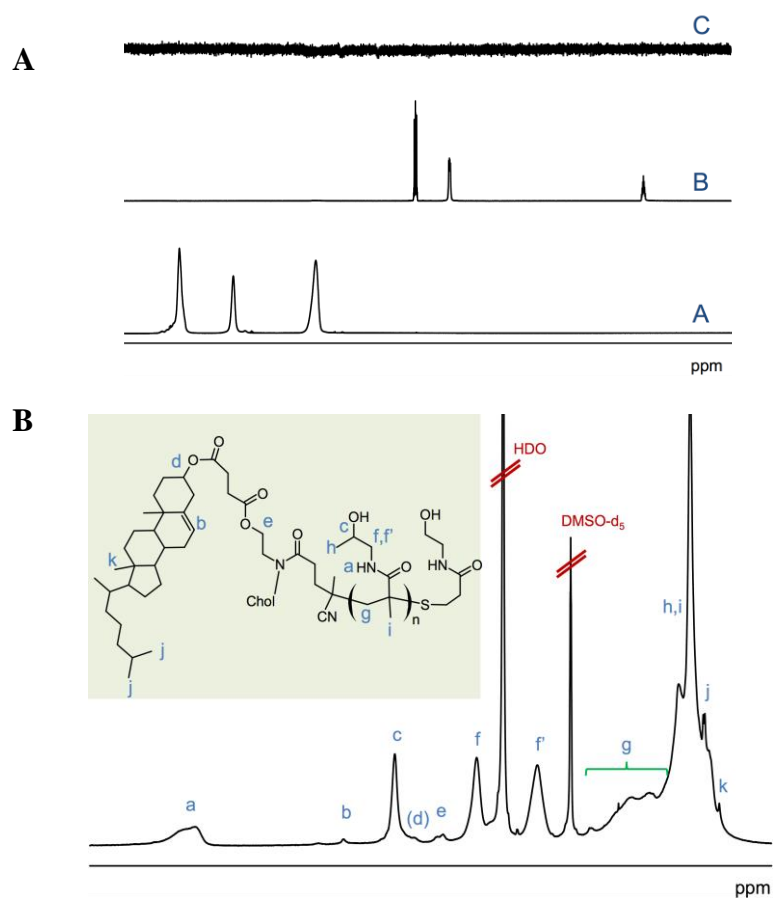 A
C
B
A
ppm
B
HDO
DMSO-d5
d
O
O
O
O
b
e
O
k
N
Chol
CN
OH
c
h
f,f'
a
HN
O
g
i
n
S
OH
HN
O
j
j
h,i
j
k
g
c
f
f'
(d)
e
b
a
ppm